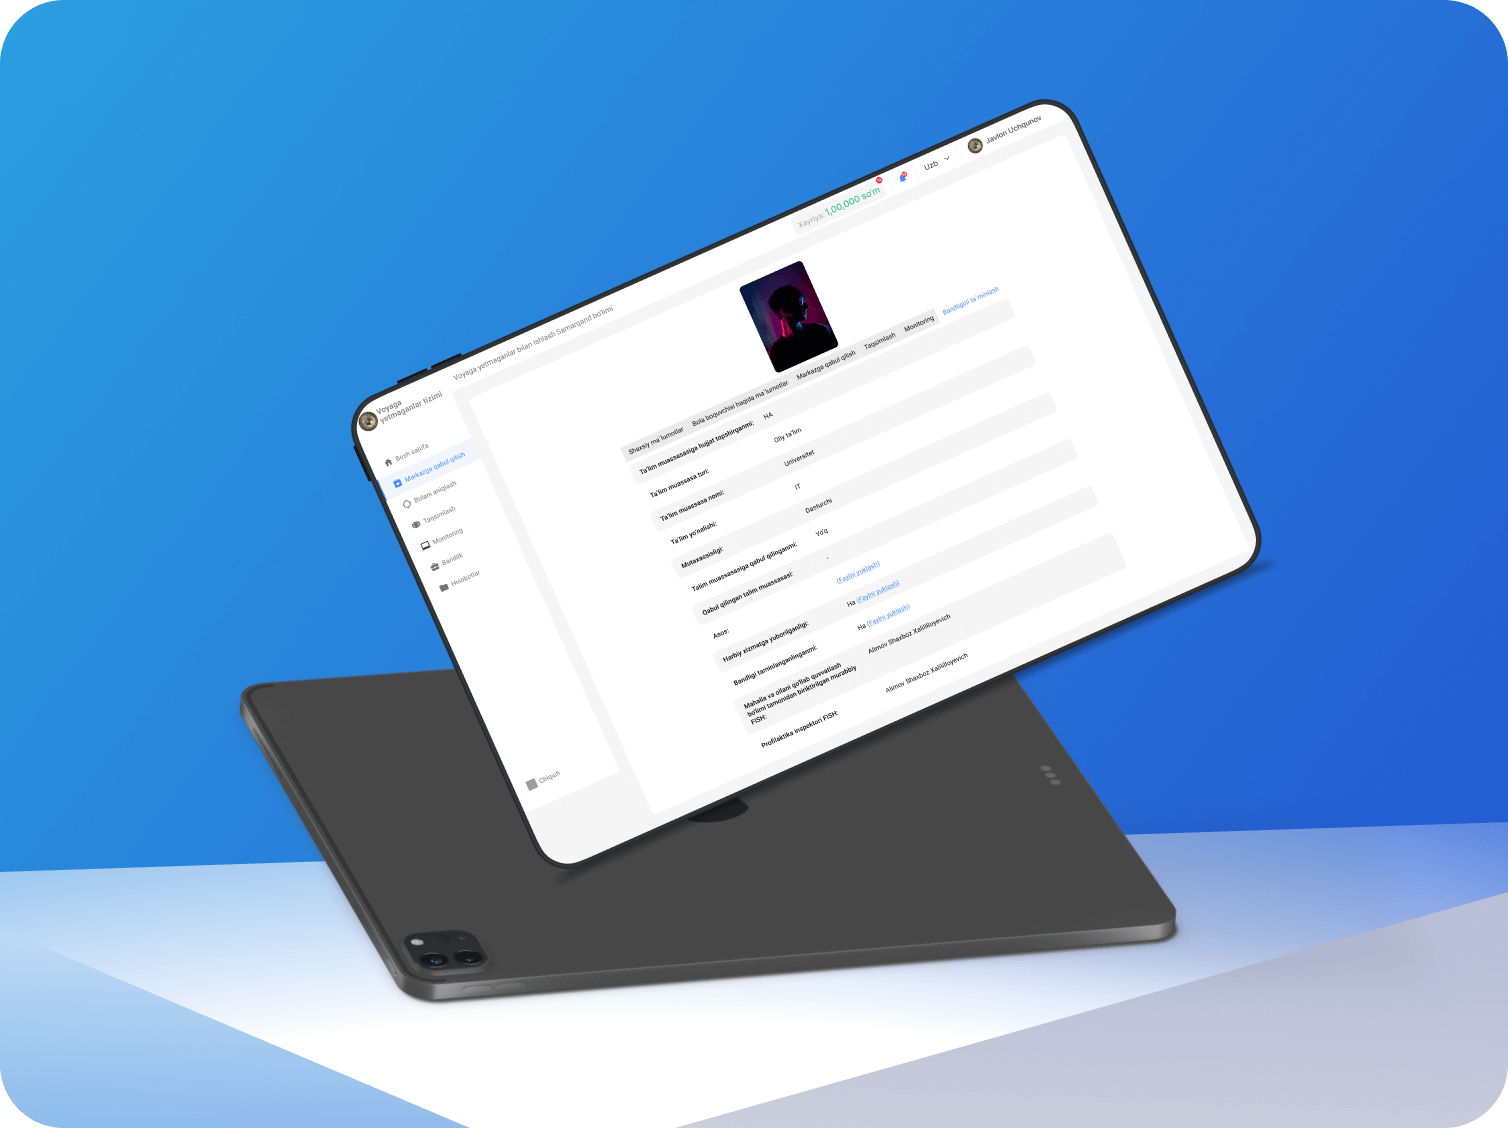 Javlon Uchqunov
Uzb
Xayriya: 1,00,000 so'm
Voyaga yetmaganlar bilan ishlash Samarqand bo'limi
Voyaga
yetmaganlar tizimi
Bosh sahifa
Markazga qabul qilish
Bolani aniqlash
Taqsimlash
Monitoring
Bandlik
Hisobotlar
Chiqish
Shaxsiy ma'lumotlar Bola boquvchisi haqida ma'lumotlar Markazga qabul qilish Taqsimlash Monitoring Bandligini ta'minlash
Ta'lim muassasasiga hujjat topshirganmi: HA
Ta'lim muassasa turi: Oliy ta'lim
Ta'lim muassasa nomi: Universitet
Ta'lim yo'nalishi: IT
Mutaxassisligi: Dasturchi
Talim muassasasiga qabul qilinganmi: Yo'q
Qabul qilingan talim muassasasi: -
Asos: (Faylni yuklash)
Harbiy xizmatga yuborilganligi: Ha (Faylni yuklash)
Bandligi taminlanganlinganmi: Ha (Faylni yuklash)
Mahalla va oilani qo'llab quvvatlash
bo'limi tamonidan biriktirilgan murabbiy
FISH: Alimov Shaxboz Xalilloyevich
Profilaktika inspektori FISH: Alimov Shaxboz Xalilloyevich